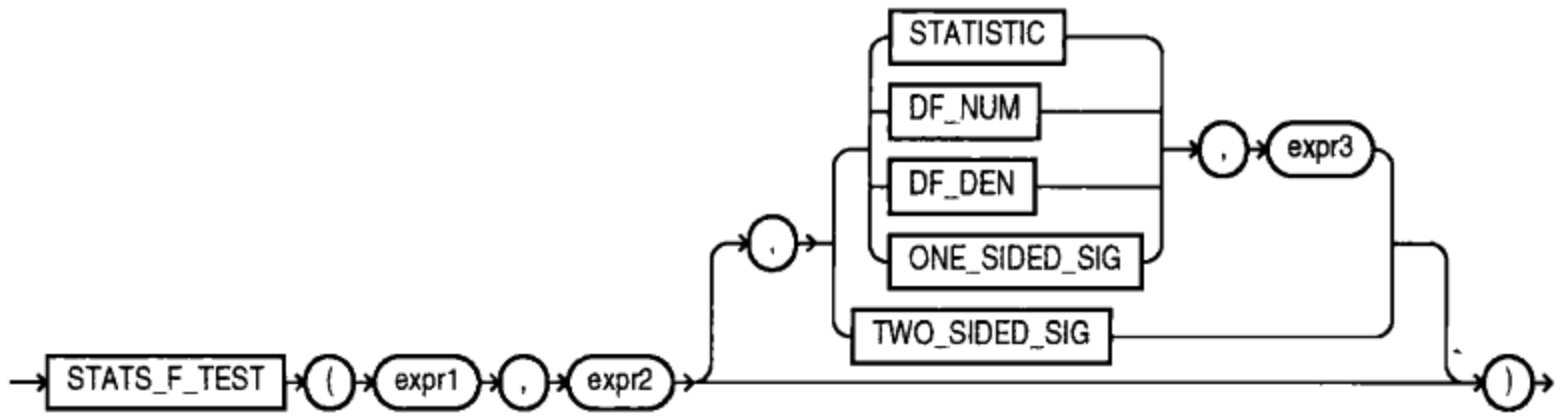 STATISTIC
DF_NUM
, expr3
DF_DEN
,
ONE_SIDED_SIG
TWO_SIDED_SIG
STATS_F_TEST ( expr1 , expr2 )